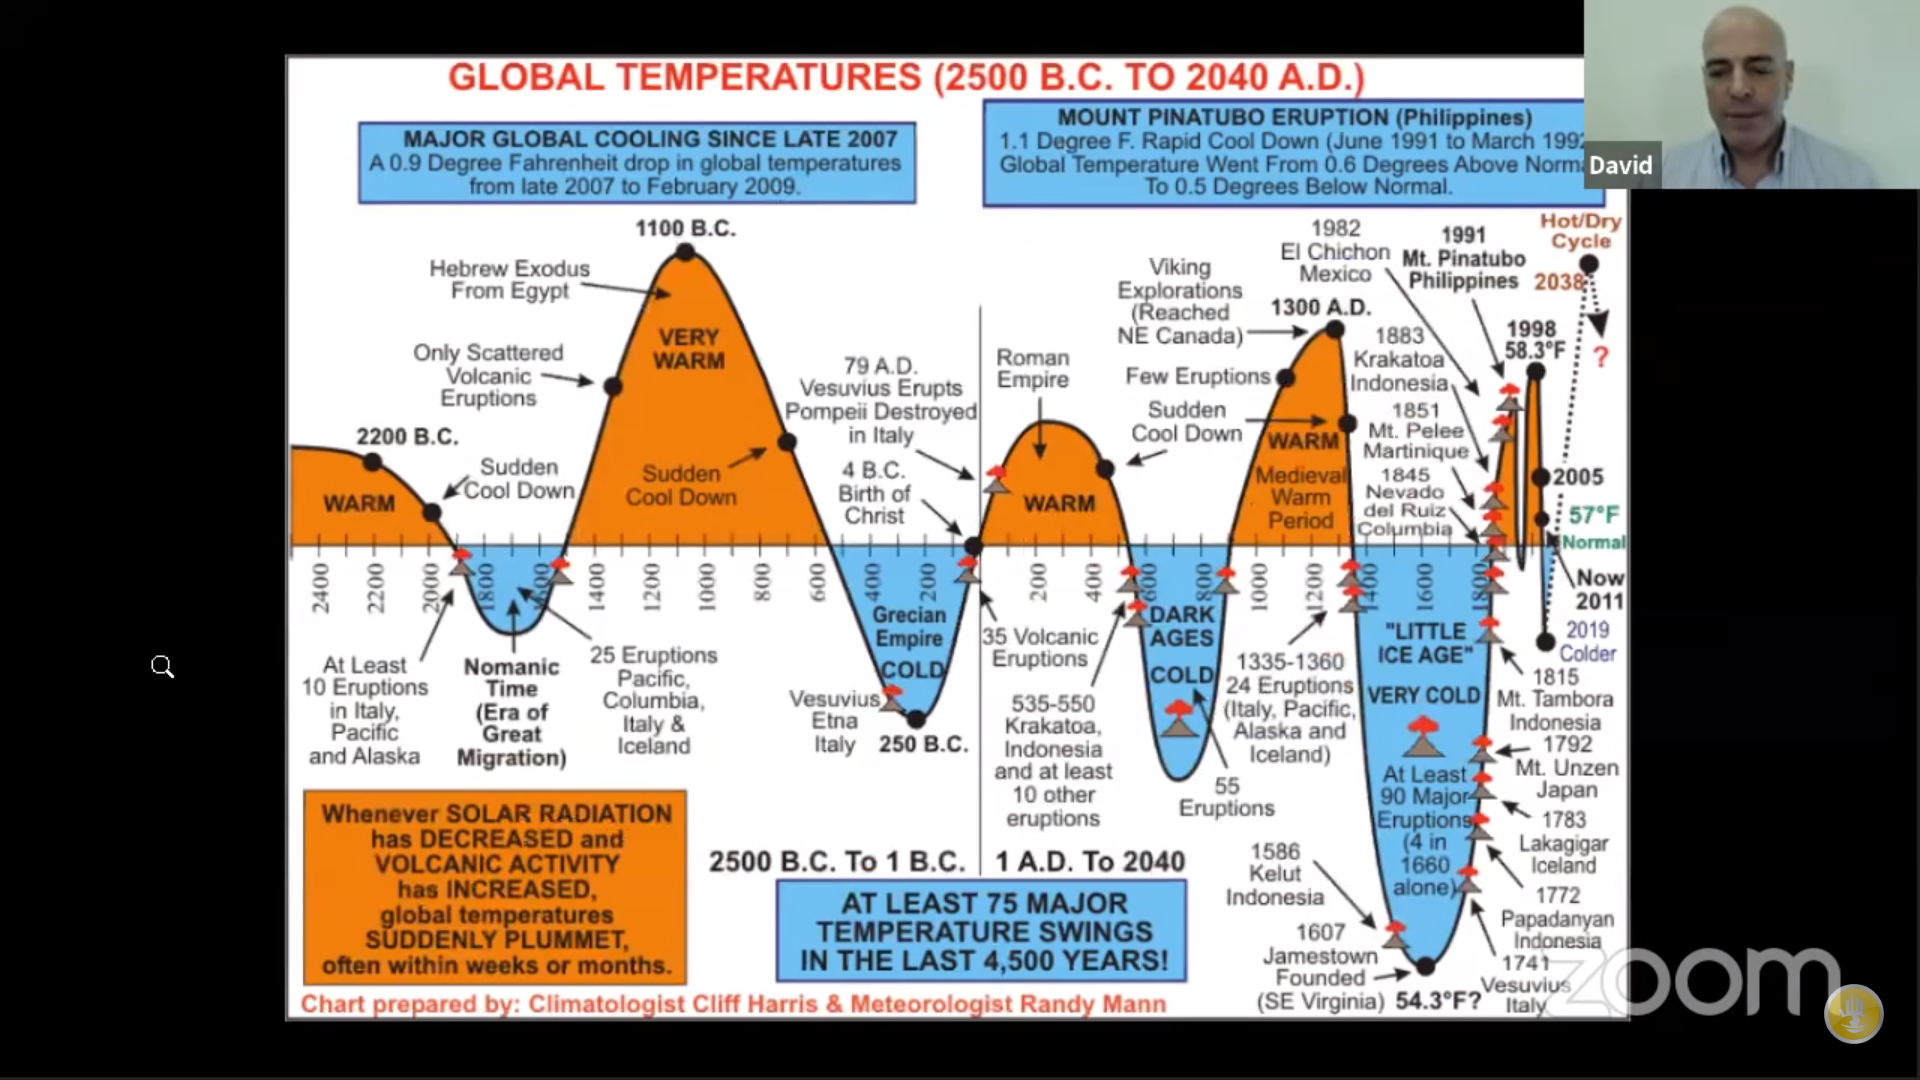 GLOBAL TEMPERATURES (2500 B.C. TO 2040 A.D.)
MAJOR GLOBAL COOLING SINCE LATE 2007
A 0.9 Degree Fahrenheit drop in global temperatures
from late 2007 to February 2009.
MOUNT PINATUBO ERUPTION (Philippines)
1.1 Degree F. Rapid Cool Down (June 1991 to March 1992
Global Temperature Went From 0.6 Degrees Above
To 0.5 Degrees Below Normal.
David
2200 B.C.
WARM
Sudden
Cool Down
Hebrew Exodus
From Egypt
1100 B.C.
Only Scattered
Volcanic
Eruptions
VERY
WARM
Sudden
Cool Down
79 A.D.
Vesuvius Erupts
Pompeii Destroyed
in Italy
4 B.C.
Birth of
Christ
Roman
Empire
WARM
Sudden
Cool Down
Viking
Explorations
(Reached
NE Canada)
Few Eruptions
1300 A.D.
WARM
Medieval
Warm
Period
1982
El Chichon
Mexico
1991
Mt. Pinatubo
Philippines
1883
Krakatoa
Indonesia
1851
Mt. Pelee
Martinique
1845
Nevado
del Ruiz
Columbia
Hot/Dry
Cycle
2038
?
1998
58.3°F
2005
57°F
Normal
Now
2011
2019
Colder
2400 2200 2000 1800 1600 1400 1200 1000 800 600 400 200 200 400 600 1000 1200 1400 1600 1800
At Least
10 Eruptions
in Italy,
Pacific
and Alaska
Nomanic
Time
(Era of
Great
Migration)
25 Eruptions
Pacific,
Columbia,
Italy &
Iceland
Grecian
Empire
COLD
Vesuvius
Etna
Italy
250 B.C.
35 Volcanic
Eruptions
535-550
Krakatoa,
Indonesia
and at least
10 other
eruptions
DARK
AGES
COLD
55
Eruptions
1335-1360
24 Eruptions
(Italy, Pacific,
Alaska and
Iceland)
"LITTLE
ICE AGE"
VERY COLD
At Least
90 Major
Eruptions
(4 in
1660
alone)
1815
Mt. Tambora
Indonesia
1792
Mt. Unzen
Japan
1783
Lakagigar
Iceland
1772
Papadanyan
Indonesia
1741
Vesuvius
Italy
1586
Kelut
Indonesia
1607
Jamestown
Founded
(SE Virginia)
54.3°F?
Whenever SOLAR RADIATION
has DECREASED and
VOLCANIC ACTIVITY
has INCREASED,
global temperatures
SUDDENLY PLUMMET,
often within weeks or months.
2500 B.C. To 1 B.C.
1 A.D. To 2040
AT LEAST 75 MAJOR
TEMPERATURE SWINGS
IN THE LAST 4,500 YEARS!
Chart prepared by: Climatologist Cliff Harris & Meteorologist Randy Mann
zoom